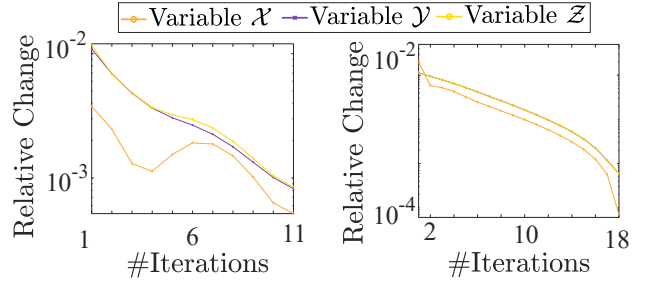 Variable 𝒳 Variable 𝒴 Variable 𝒵
Relative Change
10^-2
10^-3
1 6 11
#Iterations
Relative Change
10^-2
10^-4
2 10 18
#Iterations